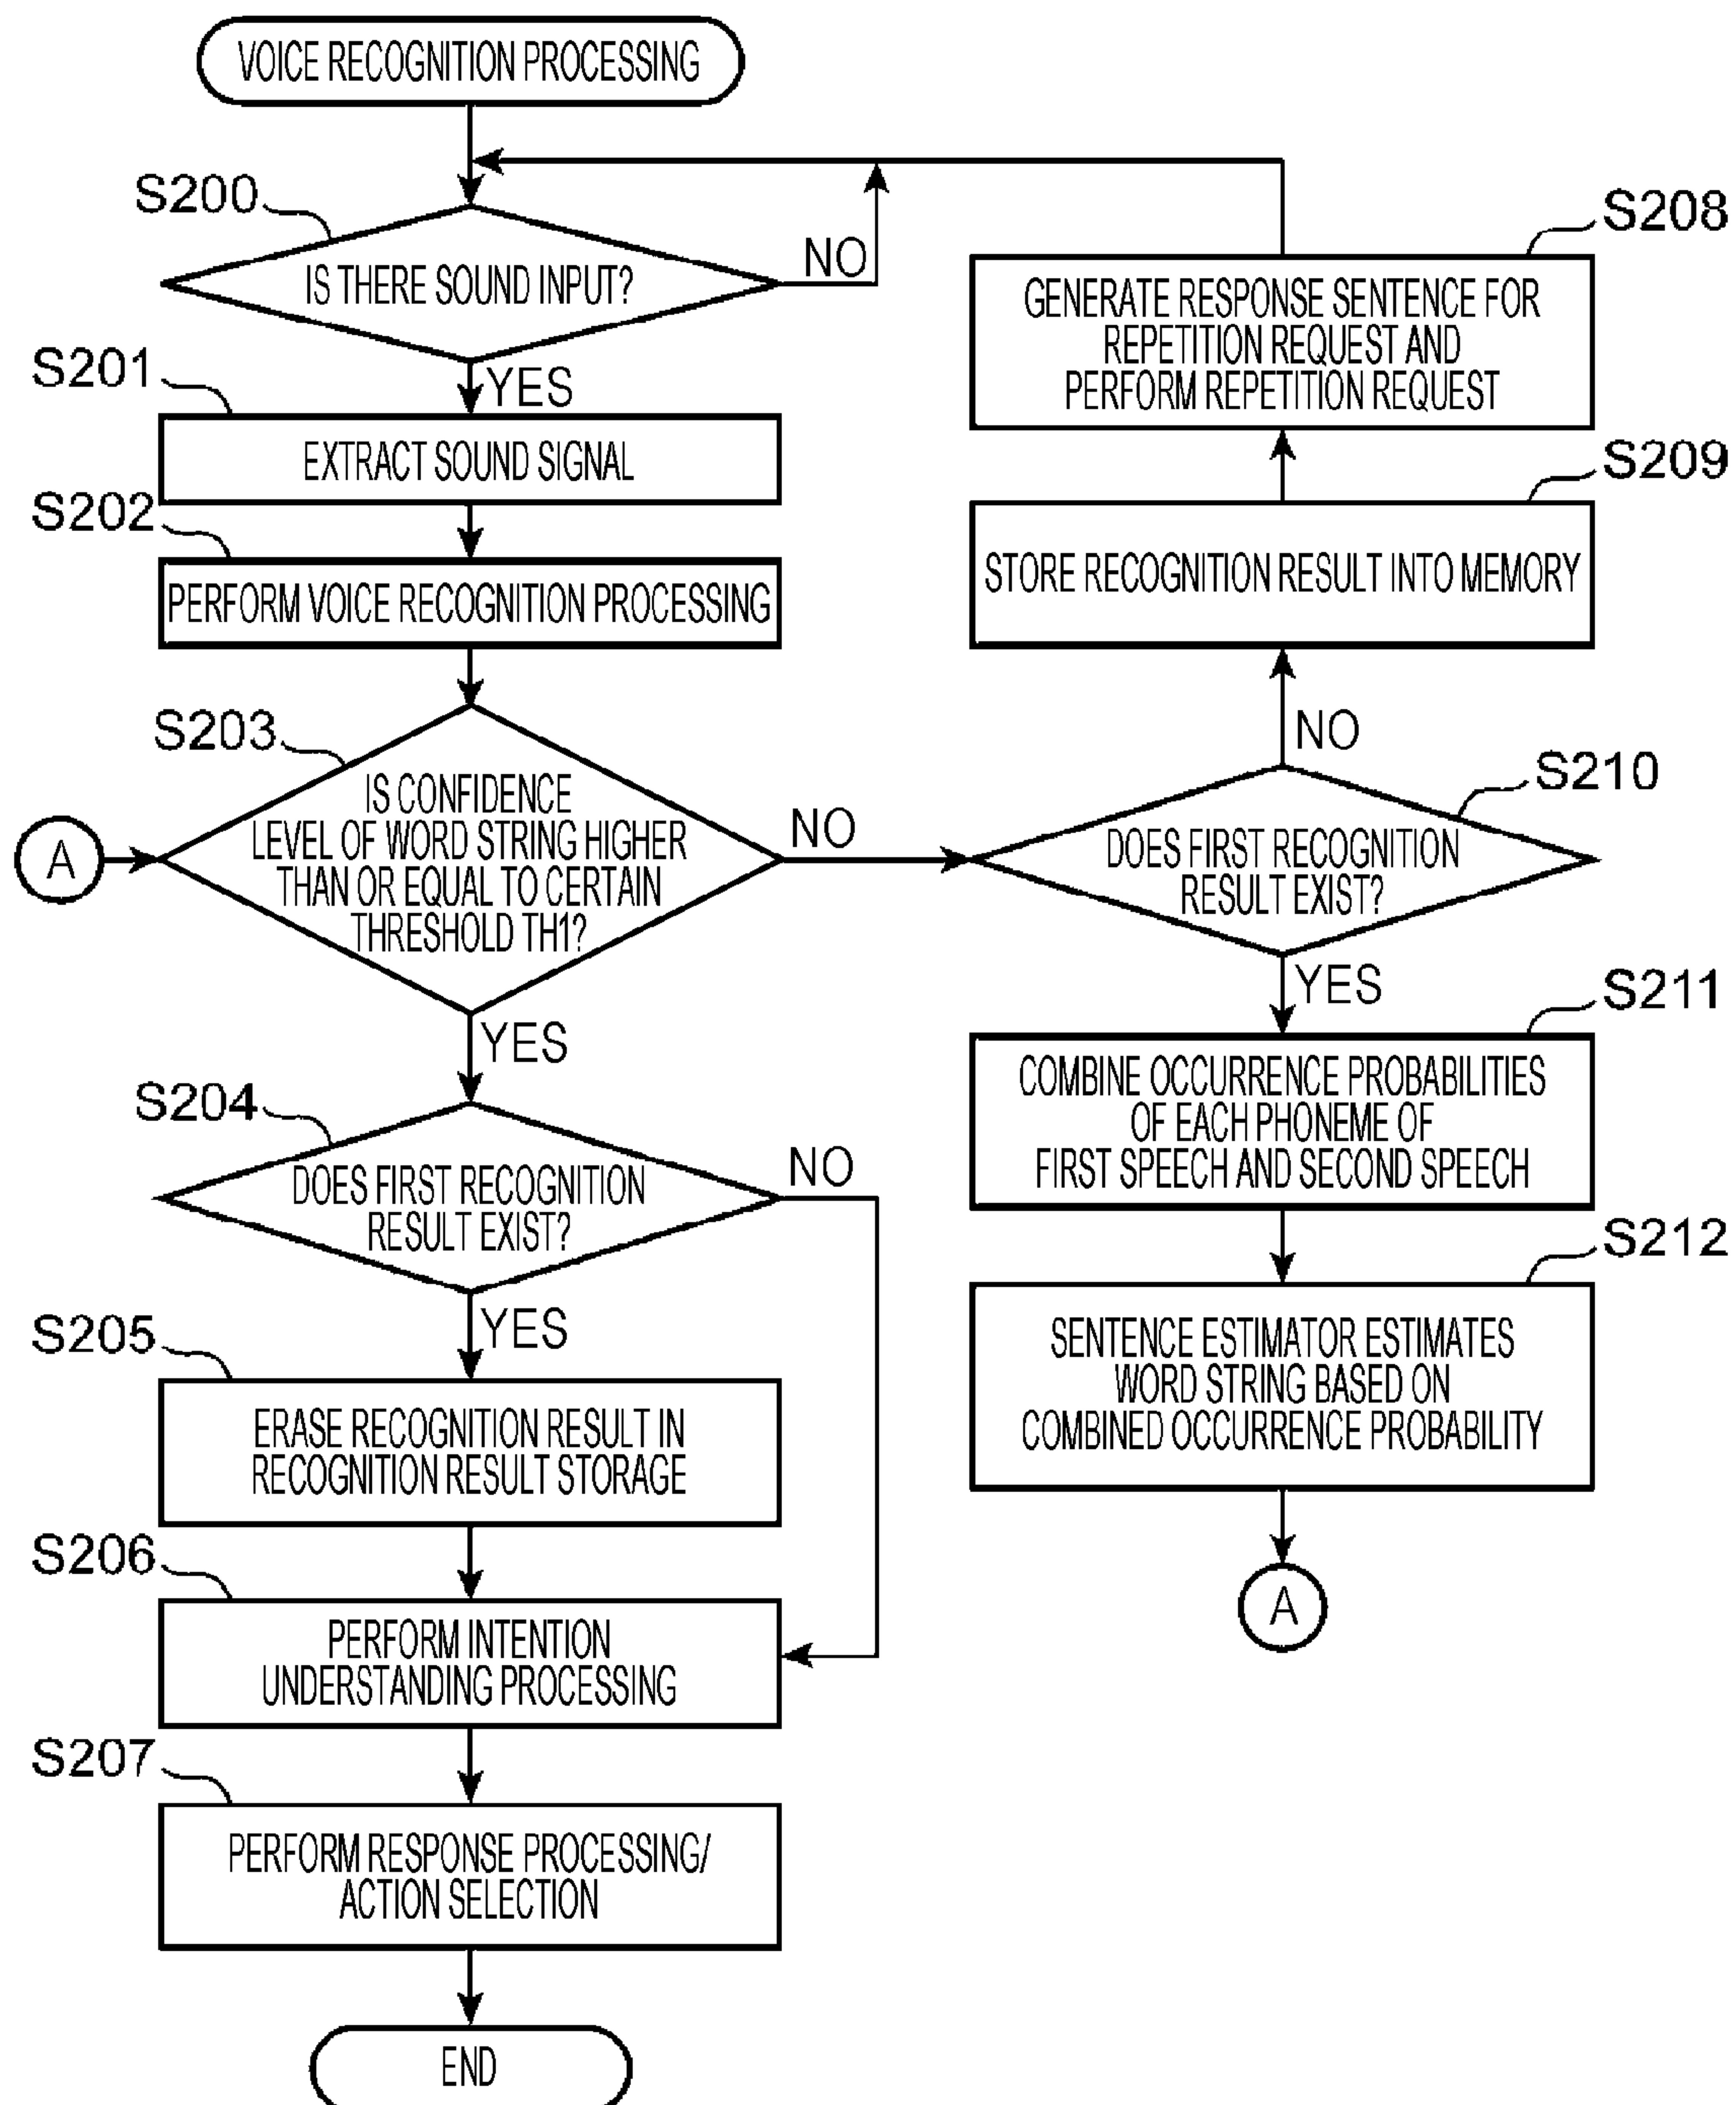 VOICE RECOGNITION PROCESSING
S200
IS THERE SOUND INPUT?
NO
YES
S201
EXTRACT SOUND SIGNAL
S202
PERFORM VOICE RECOGNITION PROCESSING
S203
IS CONFIDENCE
LEVEL OF WORD STRING HIGHER
THAN OR EQUAL TO CERTAIN
THRESHOLD TH1?
A
NO
YES
S204
DOES FIRST RECOGNITION
RESULT EXIST?
NO
YES
S205
ERASE RECOGNITION RESULT IN
RECOGNITION RESULT STORAGE
S206
PERFORM INTENTION
UNDERSTANDING PROCESSING
S207
PERFORM RESPONSE PROCESSING/
ACTION SELECTION
END
S208
GENERATE RESPONSE SENTENCE FOR
REPETITION REQUEST AND
PERFORM REPETITION REQUEST
S209
STORE RECOGNITION RESULT INTO MEMORY
NO
S210
DOES FIRST RECOGNITION
RESULT EXIST?
YES
S211
COMBINE OCCURRENCE PROBABILITIES
OF EACH PHONEME OF
FIRST SPEECH AND SECOND SPEECH
S212
SENTENCE ESTIMATOR ESTIMATES
WORD STRING BASED ON
COMBINED OCCURRENCE PROBABILITY
A